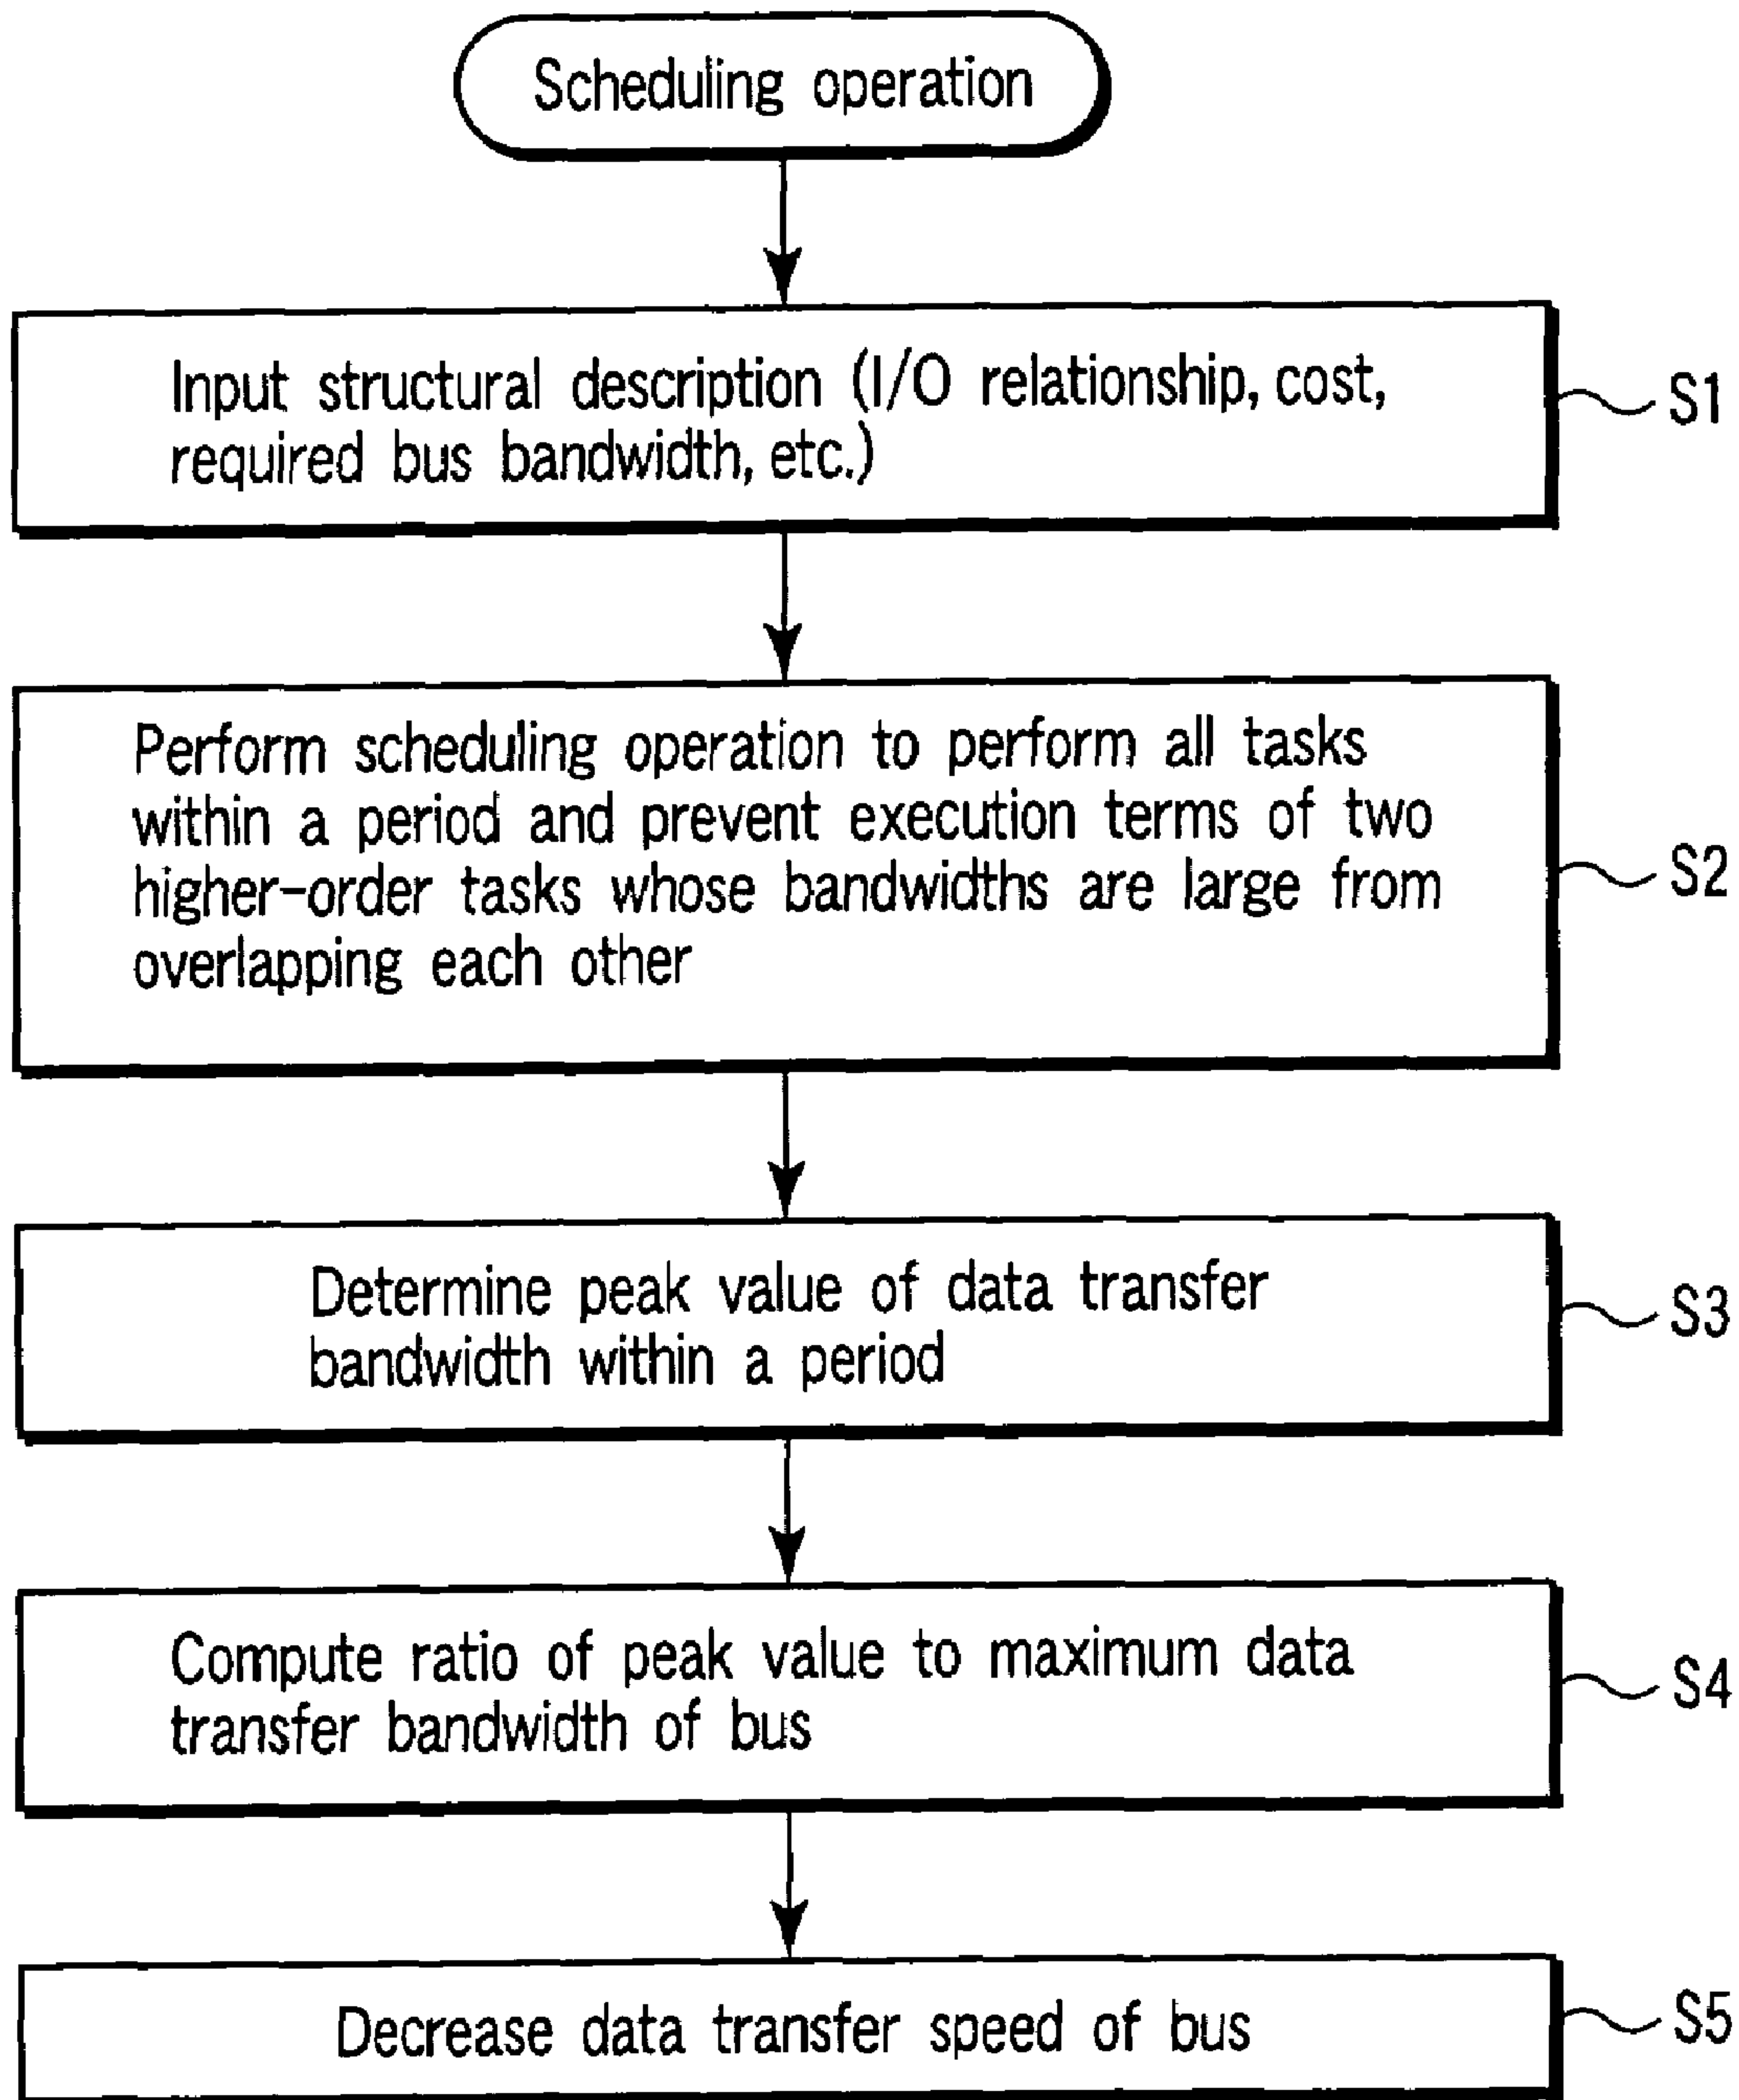 Scheduling operation
Input structural description (I/O relationship, cost,
required bus bandwidth, etc.)
S1
Perform scheduling operation to perform all tasks
within a period and prevent execution terms of two
higher-order tasks whose bandwidths are large from
overlapping each other
S2
Determine peak value of data transfer
bandwidth within a period
S3
Compute ratio of peak value to maximum data
transfer bandwidth of bus
S4
Decrease data transfer speed of bus
S5